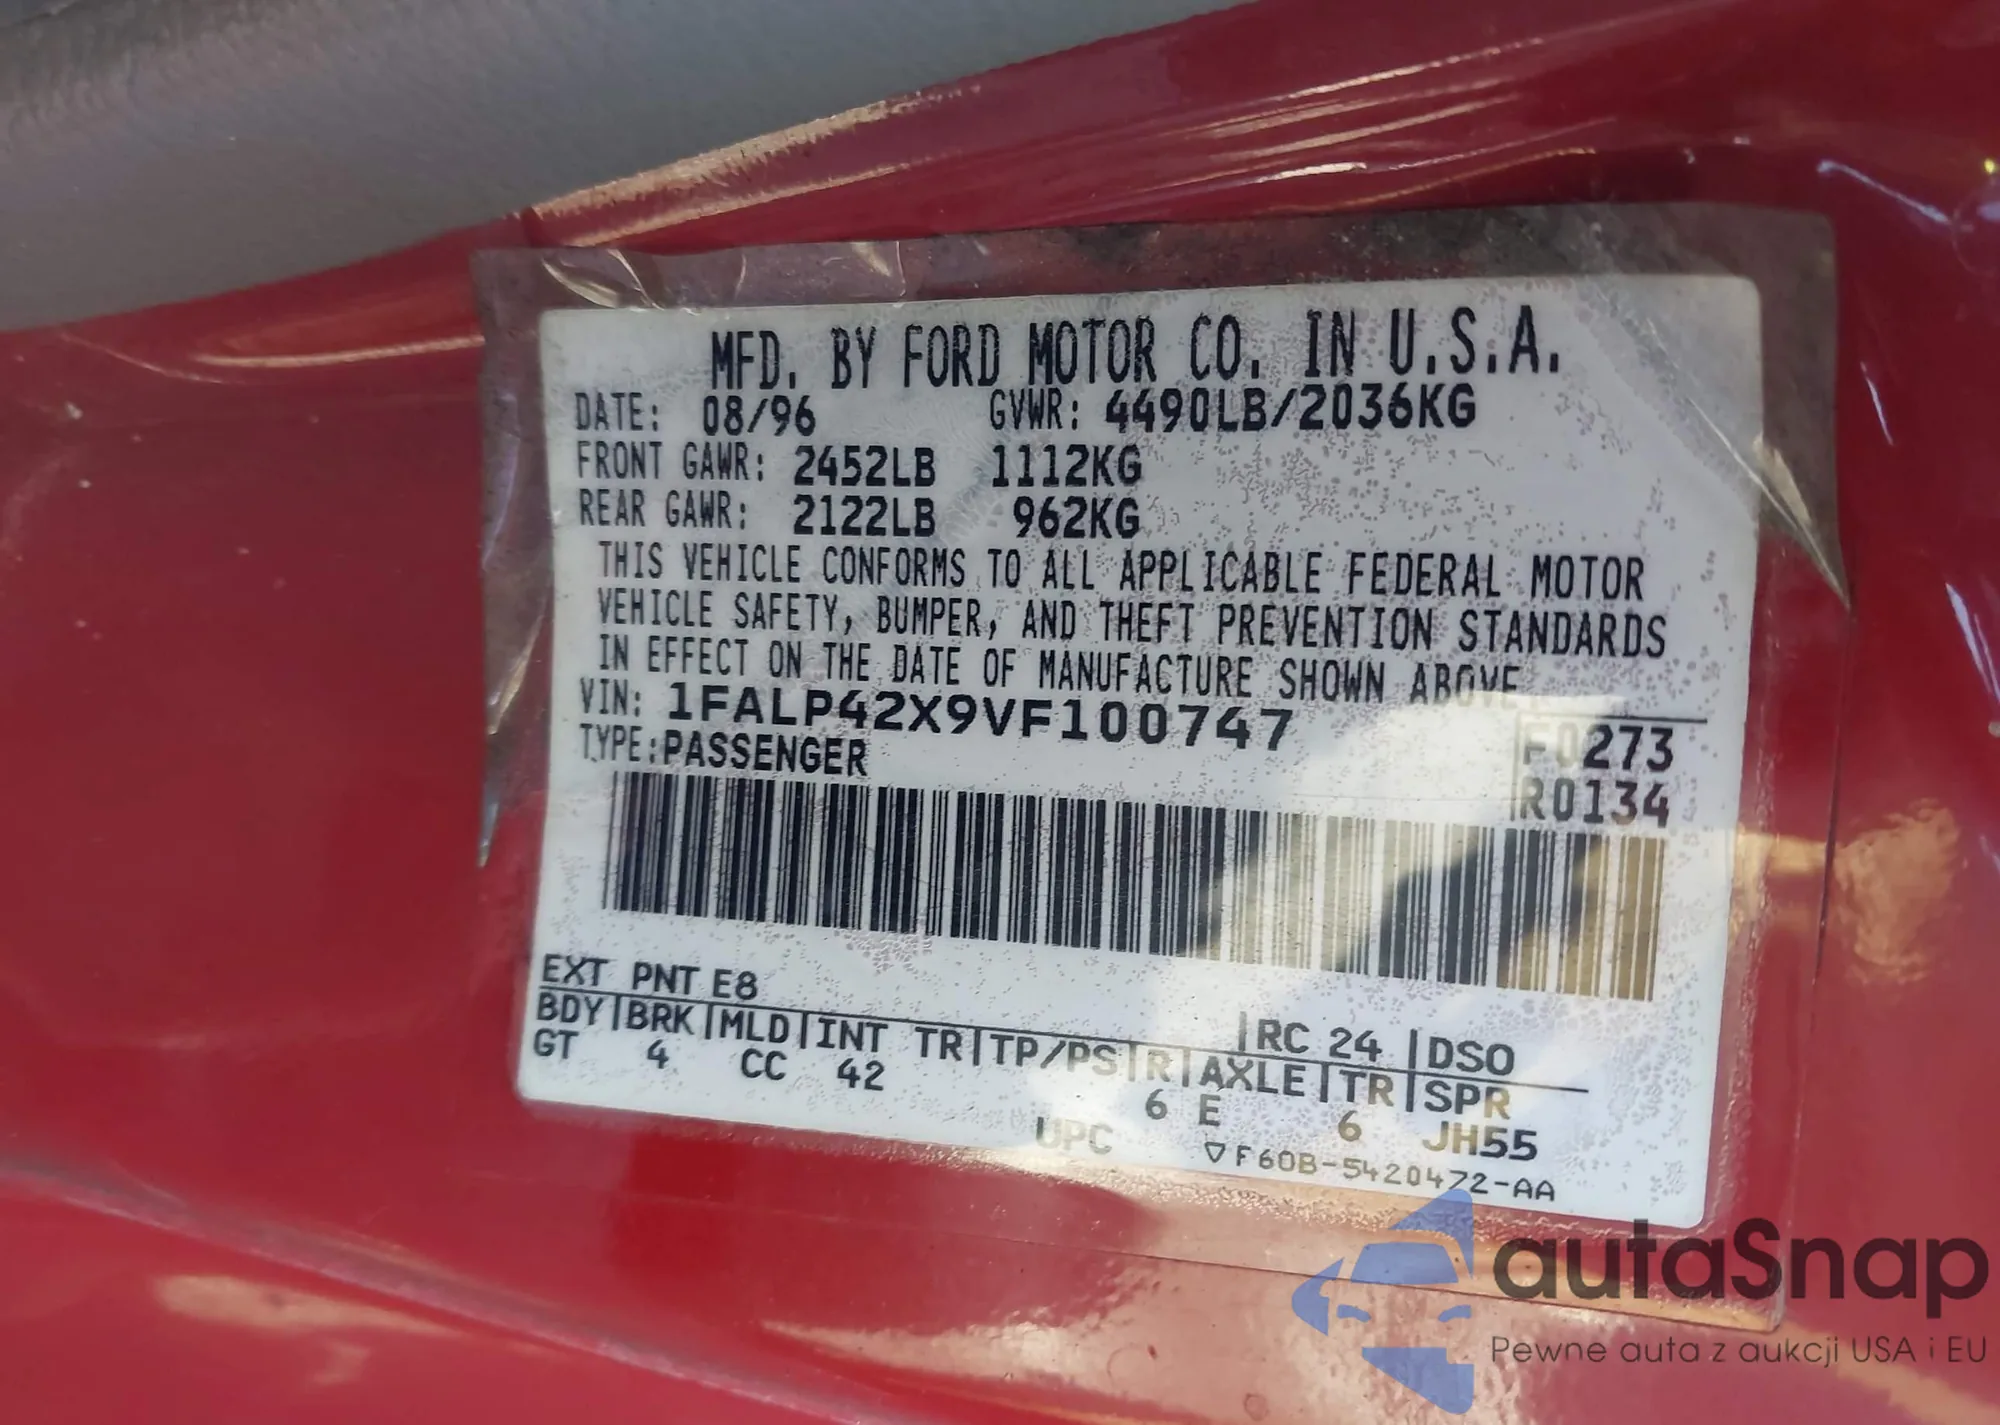 MFD. BY FORD MOTOR CO. IN U.S.A.
DATE: 08/96 GVWR: 4490LB/2036KG
FRONT GAWR: 2452LB 1112KG
REAR GAWR: 2122LB 962KG
THIS VEHICLE CONFORMS TO ALL APPLICABLE FEDERAL MOTOR
VEHICLE SAFETY, BUMPER, AND THEFT PREVENTION STANDARDS
IN EFFECT ON THE DATE OF MANUFACTURE SHOWN ABOVE.
VIN: 1FALP42X9VF100747
TYPE: PASSENGER
F0273
R0134
EXT PNT E8 |RC 24 |DSO
BDY|BRK|MLD|INT TR|TP/PS|R|AXLE|TR|SPR
GT 4 CC 42 6 E 6 JH55
UPC ▽F60B-5420472-AA
autaSnap
Pewne auta z aukcji USA i EU